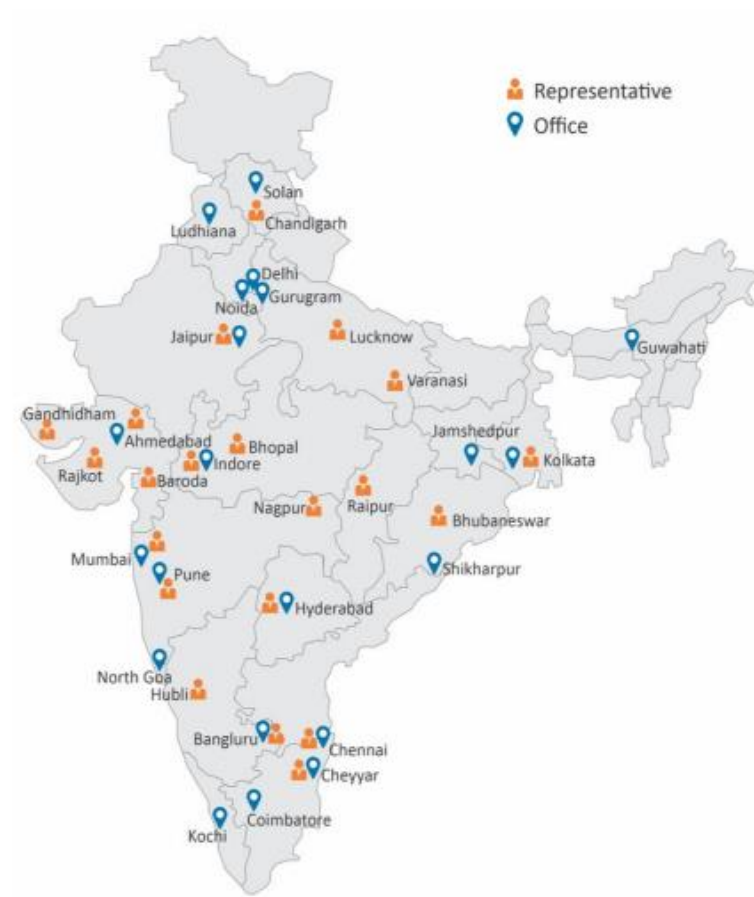 Representative
Office
Solan
Chandigarh
Ludhiana
Delhi
Gurugram
Noida
Jaipur
Lucknow
Guwahati
Varanasi
Gandhidham
Ahmedabad
Jamshedpur
Bhopal
Kolkata
Indore
Rajkot
Baroda
Nagpur
Raipur
Bhubaneswar
Mumbai
Pune
Shikharpur
Hyderabad
North Goa
Hubli
Bangluru
Chennai
Cheyyar
Coimbatore
Kochi